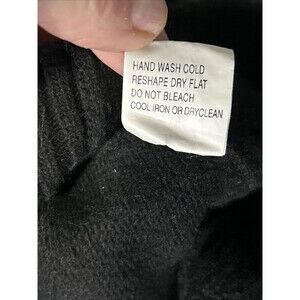 HAND WASH COLD
RESHAPE DRY FLAT
DO NOT BLEACH
COOL IRON OR DRYCLEAN